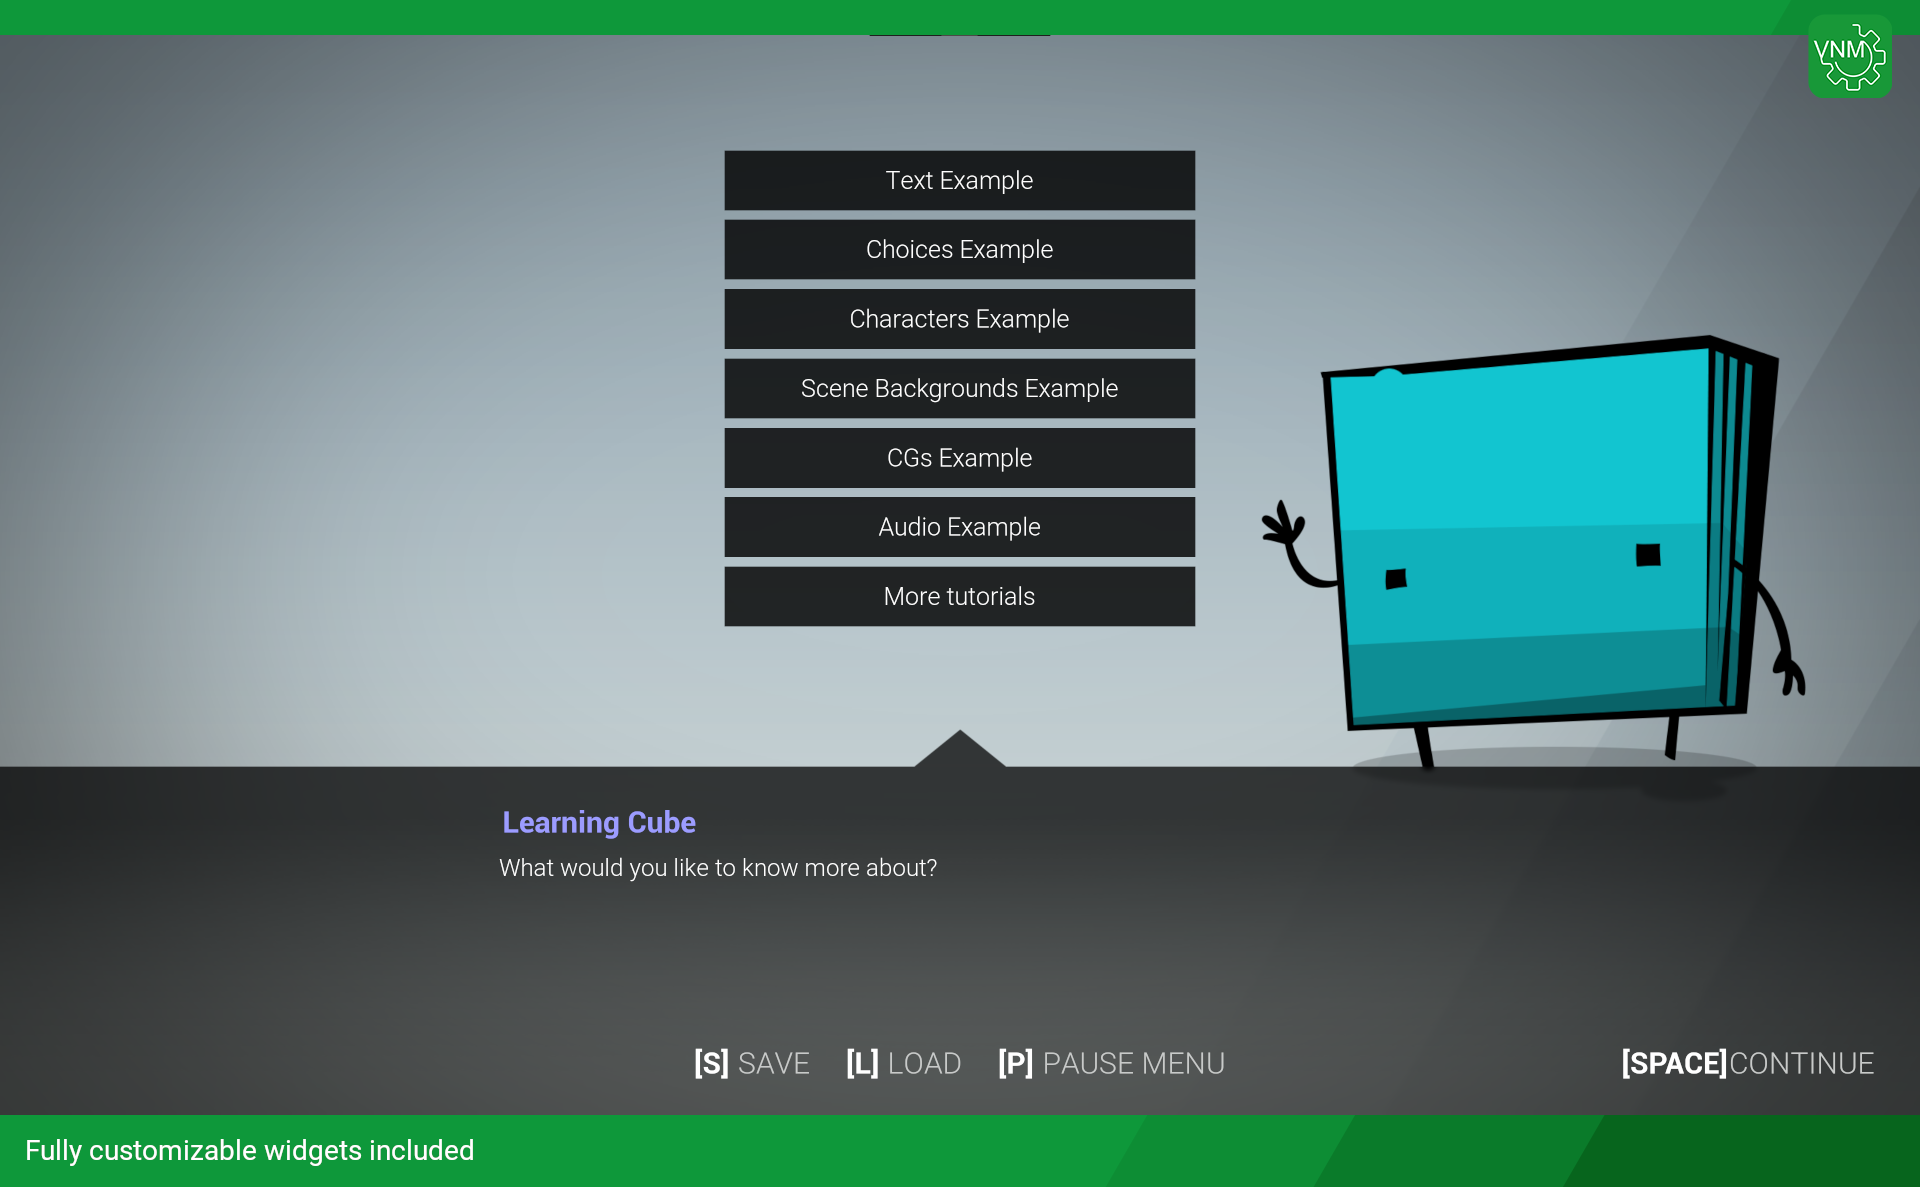 VNM
Text Example
Choices Example
Characters Example
Scene Backgrounds Example
CGs Example
Audio Example
More tutorials
Learning Cube
What would you like to know more about?
[S] SAVE [L] LOAD [P] PAUSE MENU [SPACE]CONTINUE
Fully customizable widgets included